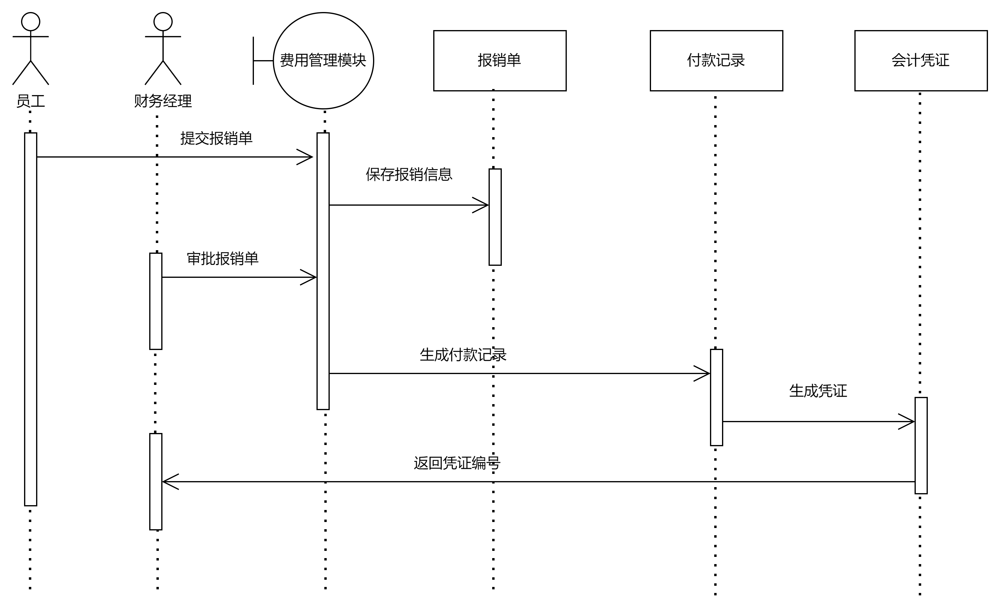 费用管理模块
报销单
付款记录
会计凭证
员工
财务经理
提交报销单
保存报销信息
审批报销单
生成付款记录
生成凭证
返回凭证编号